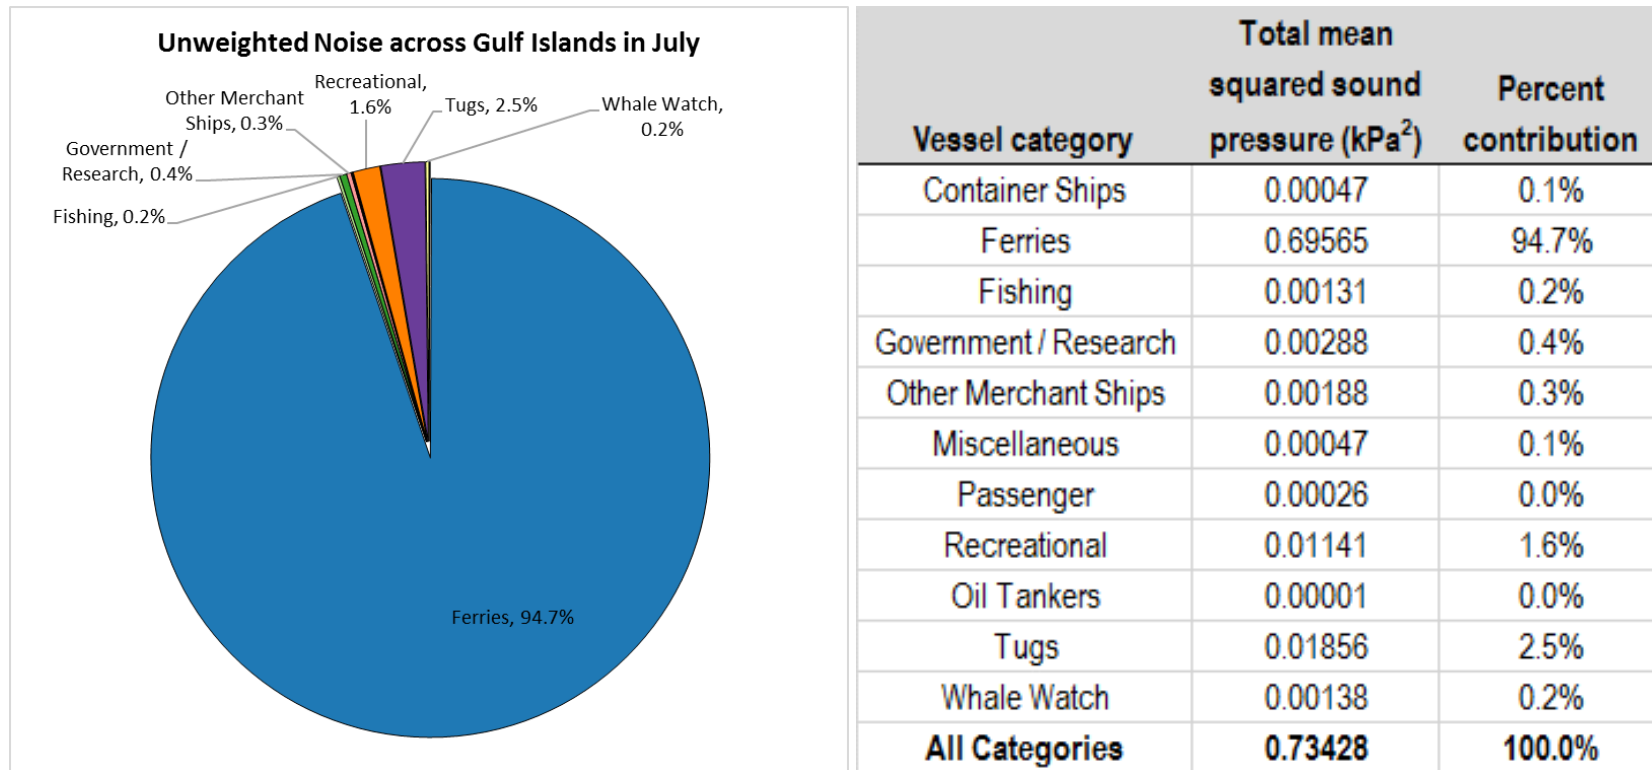 Unweighted Noise across Gulf Islands in July
Recreational,
1.6%
Other Merchant
Ships, 0.3%
Tugs, 2.5%
Whale Watch,
0.2%
Government /
Research, 0.4%
Fishing, 0.2%
Ferries, 94.7%
Total mean
squared sound
pressure (kPa²)
Percent
contribution
Vessel category
Container Ships 0.00047 0.1%
Ferries 0.69565 94.7%
Fishing 0.00131 0.2%
Government / Research 0.00288 0.4%
Other Merchant Ships 0.00188 0.3%
Miscellaneous 0.00047 0.1%
Passenger 0.00026 0.0%
Recreational 0.01141 1.6%
Oil Tankers 0.00001 0.0%
Tugs 0.01856 2.5%
Whale Watch 0.00138 0.2%
All Categories 0.73428 100.0%